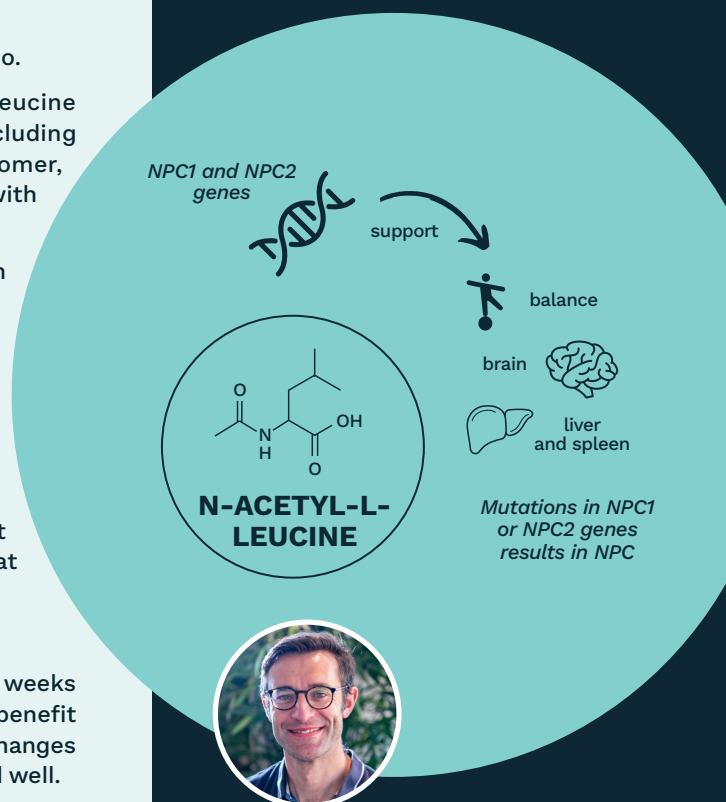 o.
eucine
cluding
omer,
with
n
t
at
weeks
benefit
hanges
l well.
NPC1 and NPC2
genes
support
balance
brain
liver
and spleen
O
N
H
OH
O
N-ACETYL-L-
LEUCINE
Mutations in NPC1
or NPC2 genes
results in NPC